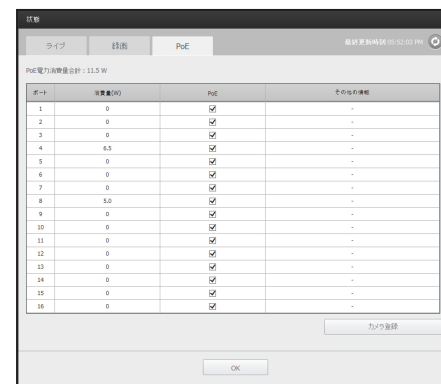 状態
ライブ 録画 PoE 最新更新時刻 05:52:03 PM
PoE電力消費量合計 : 11.5 W
ポート 消費量(W) PoE その他の情報
1 0 -
2 0 -
3 0 -
4 6.5 -
5 0 -
6 0 -
7 0 -
8 5.0 -
9 0 -
10 0 -
11 0 -
12 0 -
13 0 -
14 0 -
15 0 -
16 0 -
カメラ登録
OK